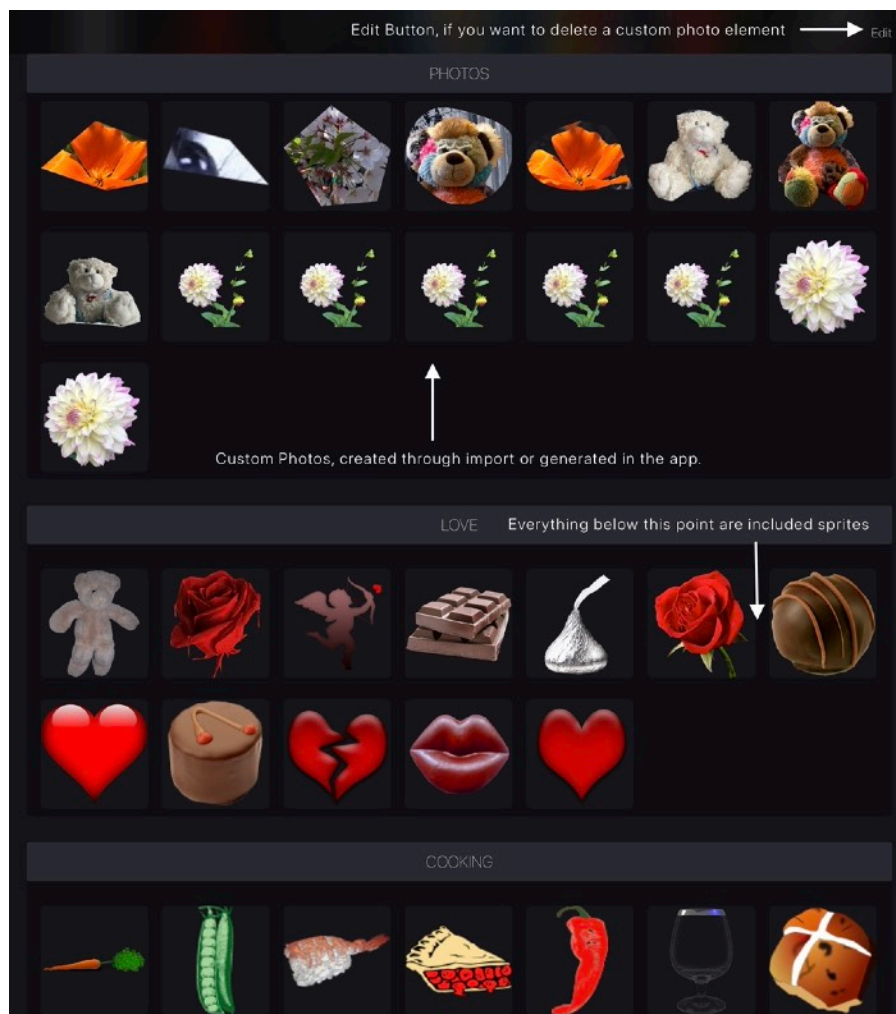 Edit Button, if you want to delete a custom photo element
Edit
PHOTOS
Custom Photos, created through import or generated in the app.
LOVE
Everything below this point are included sprites
COOKING